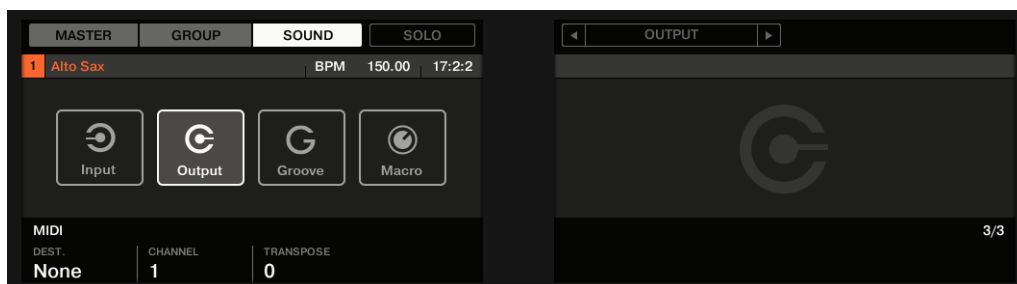 MASTER GROUP SOUND SOLO
1 Alto Sax BPM 150.00 17:2:2
Input Output Groove Macro
MIDI
DEST. CHANNEL TRANSPOSE
None 1 0
OUTPUT
3/3